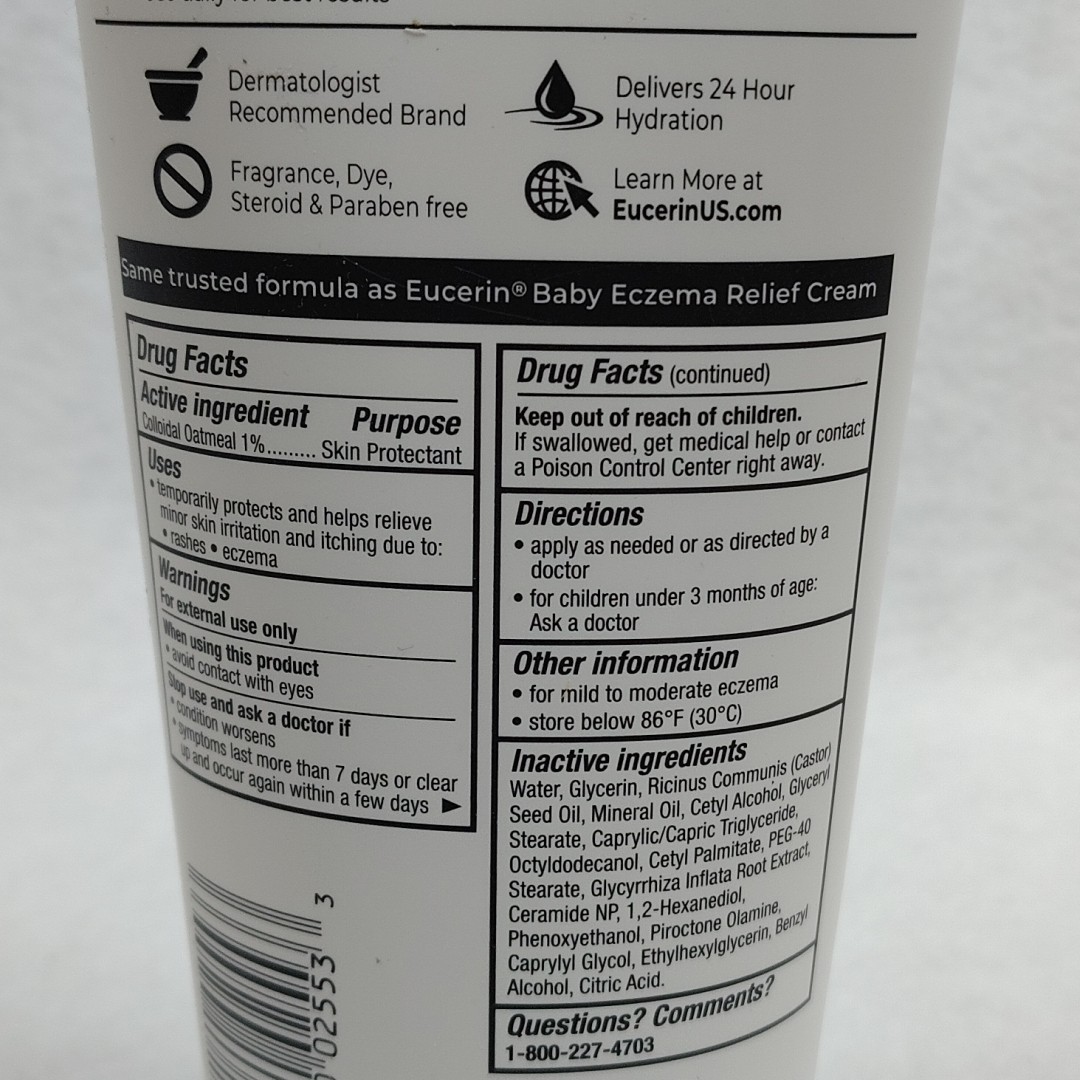 daily for best results
Dermatologist
Recommended Brand
Delivers 24 Hour
Hydration
Fragrance, Dye,
Steroid & Paraben free
Learn More at
EucerinUS.com
Same trusted formula as Eucerin® Baby Eczema Relief Cream
Drug Facts
Active ingredient Purpose
Colloidal Oatmeal 1%......... Skin Protectant
Uses
• temporarily protects and helps relieve
minor skin irritation and itching due to:
• rashes • eczema
Warnings
For external use only
When using this product
• avoid contact with eyes
Stop use and ask a doctor if
• condition worsens
• symptoms last more than 7 days or clear
up and occur again within a few days
Drug Facts (continued)
Keep out of reach of children.
If swallowed, get medical help or contact
a Poison Control Center right away.
Directions
• apply as needed or as directed by a
doctor
• for children under 3 months of age:
Ask a doctor
Other information
• for mild to moderate eczema
• store below 86°F (30°C)
Inactive ingredients
Water, Glycerin, Ricinus Communis (Castor)
Seed Oil, Mineral Oil, Cetyl Alcohol, Glyceryl
Stearate, Caprylic/Capric Triglyceride,
Octyldodecanol, Cetyl Palmitate, PEG-40
Stearate, Glycyrrhiza Inflata Root Extract,
Ceramide NP, 1,2-Hexanediol,
Phenoxyethanol, Piroctone Olamine,
Caprylyl Glycol, Ethylhexylglycerin, Benzyl
Alcohol, Citric Acid.
Questions? Comments?
1-800-227-4703
02553 3